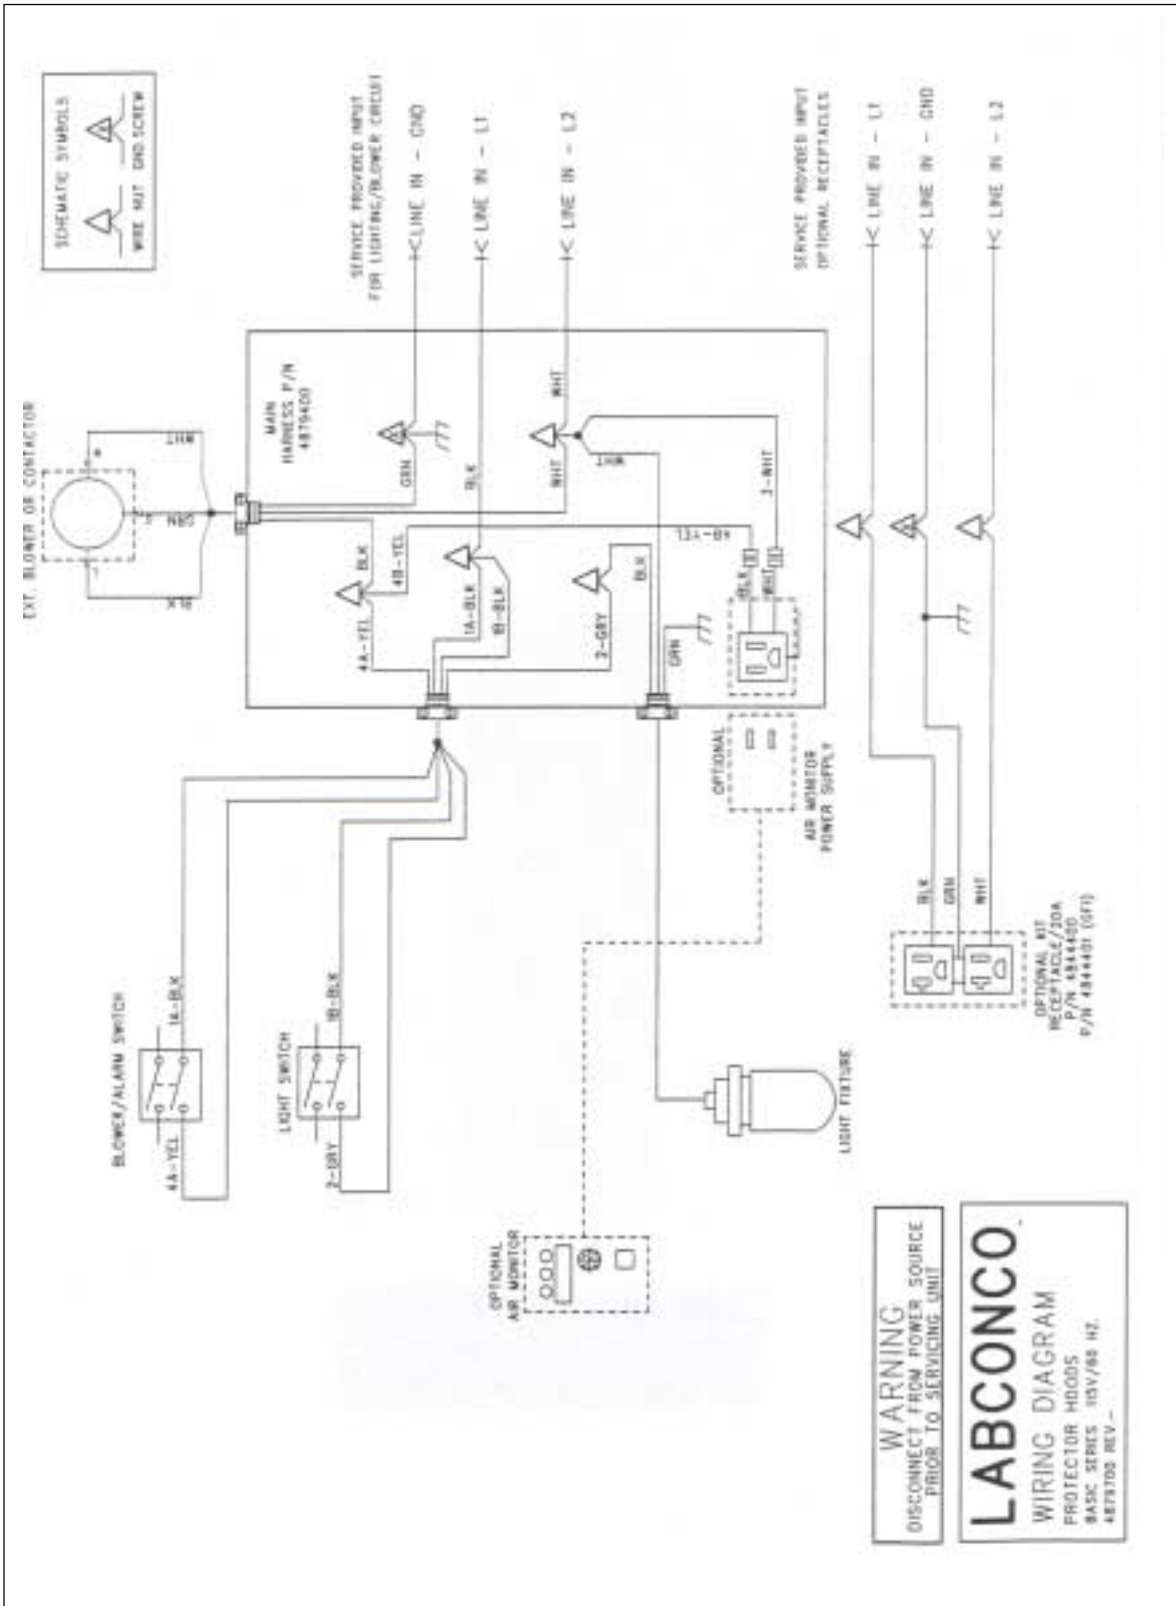 SCHEMATIC SYMBOLS
WIRE NUT
GND SCREW
EXT. BLOWER OR CONTACTOR
BLK
GRN
WHT
SERVICE PROVIDED INPUT
FOR LIGHTING/BLOWER CIRCUIT
LINE IN - GND
LINE IN - L1
LINE IN - L2
MAIN
HARNESS P/N
4879400
GRN
BLK
WHT
WHT
WHT
3-WHT
BLK
4B-YEL
4B-YEL
4A-YEL
1A-BLK
1B-BLK
2-GRY
BLK
GRN
BLK
WHT
SERVICE PROVIDED INPUT
OPTIONAL RECEPTACLES
LINE IN - L1
LINE IN - GND
LINE IN - L2
OPTIONAL
AIR MONITOR
POWER SUPPLY
BLOWER/ALARM SWITCH
1A-BLK
4A-YEL
LIGHT SWITCH
1B-BLK
2-GRY
BLK
GRN
WHT
OPTIONAL KIT
RECEPTACLE/20A
P/N 4844400
P/N 4844401 (GFI)
LIGHT FIXTURE
OPTIONAL
AIR MONITOR
WARNING
DISCONNECT FROM POWER SOURCE
PRIOR TO SERVICING UNIT
LABCONCO
WIRING DIAGRAM
PROTECTOR HOODS
BASIC SERIES 115V/60 HZ.
4879700 REV -